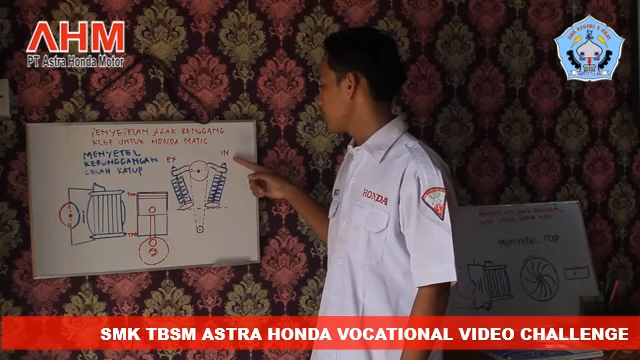 AHM
PT Astra Honda Motor
PENYETELAN JARAK RENGGANG
KLEP UNTUK HONDA MATIC
MENYETEL
KERENGGANGAN
CELAH KATUP
EX
IN
HONDA
MENYETEL TOP
SMK TBSM ASTRA HONDA VOCATIONAL VIDEO CHALLENGE